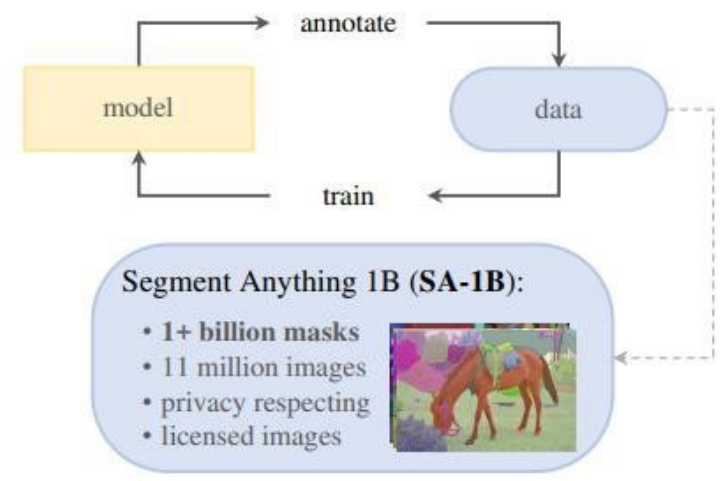 annotate
model
data
train
Segment Anything 1B (SA-1B):
• 1+ billion masks
• 11 million images
• privacy respecting
• licensed images